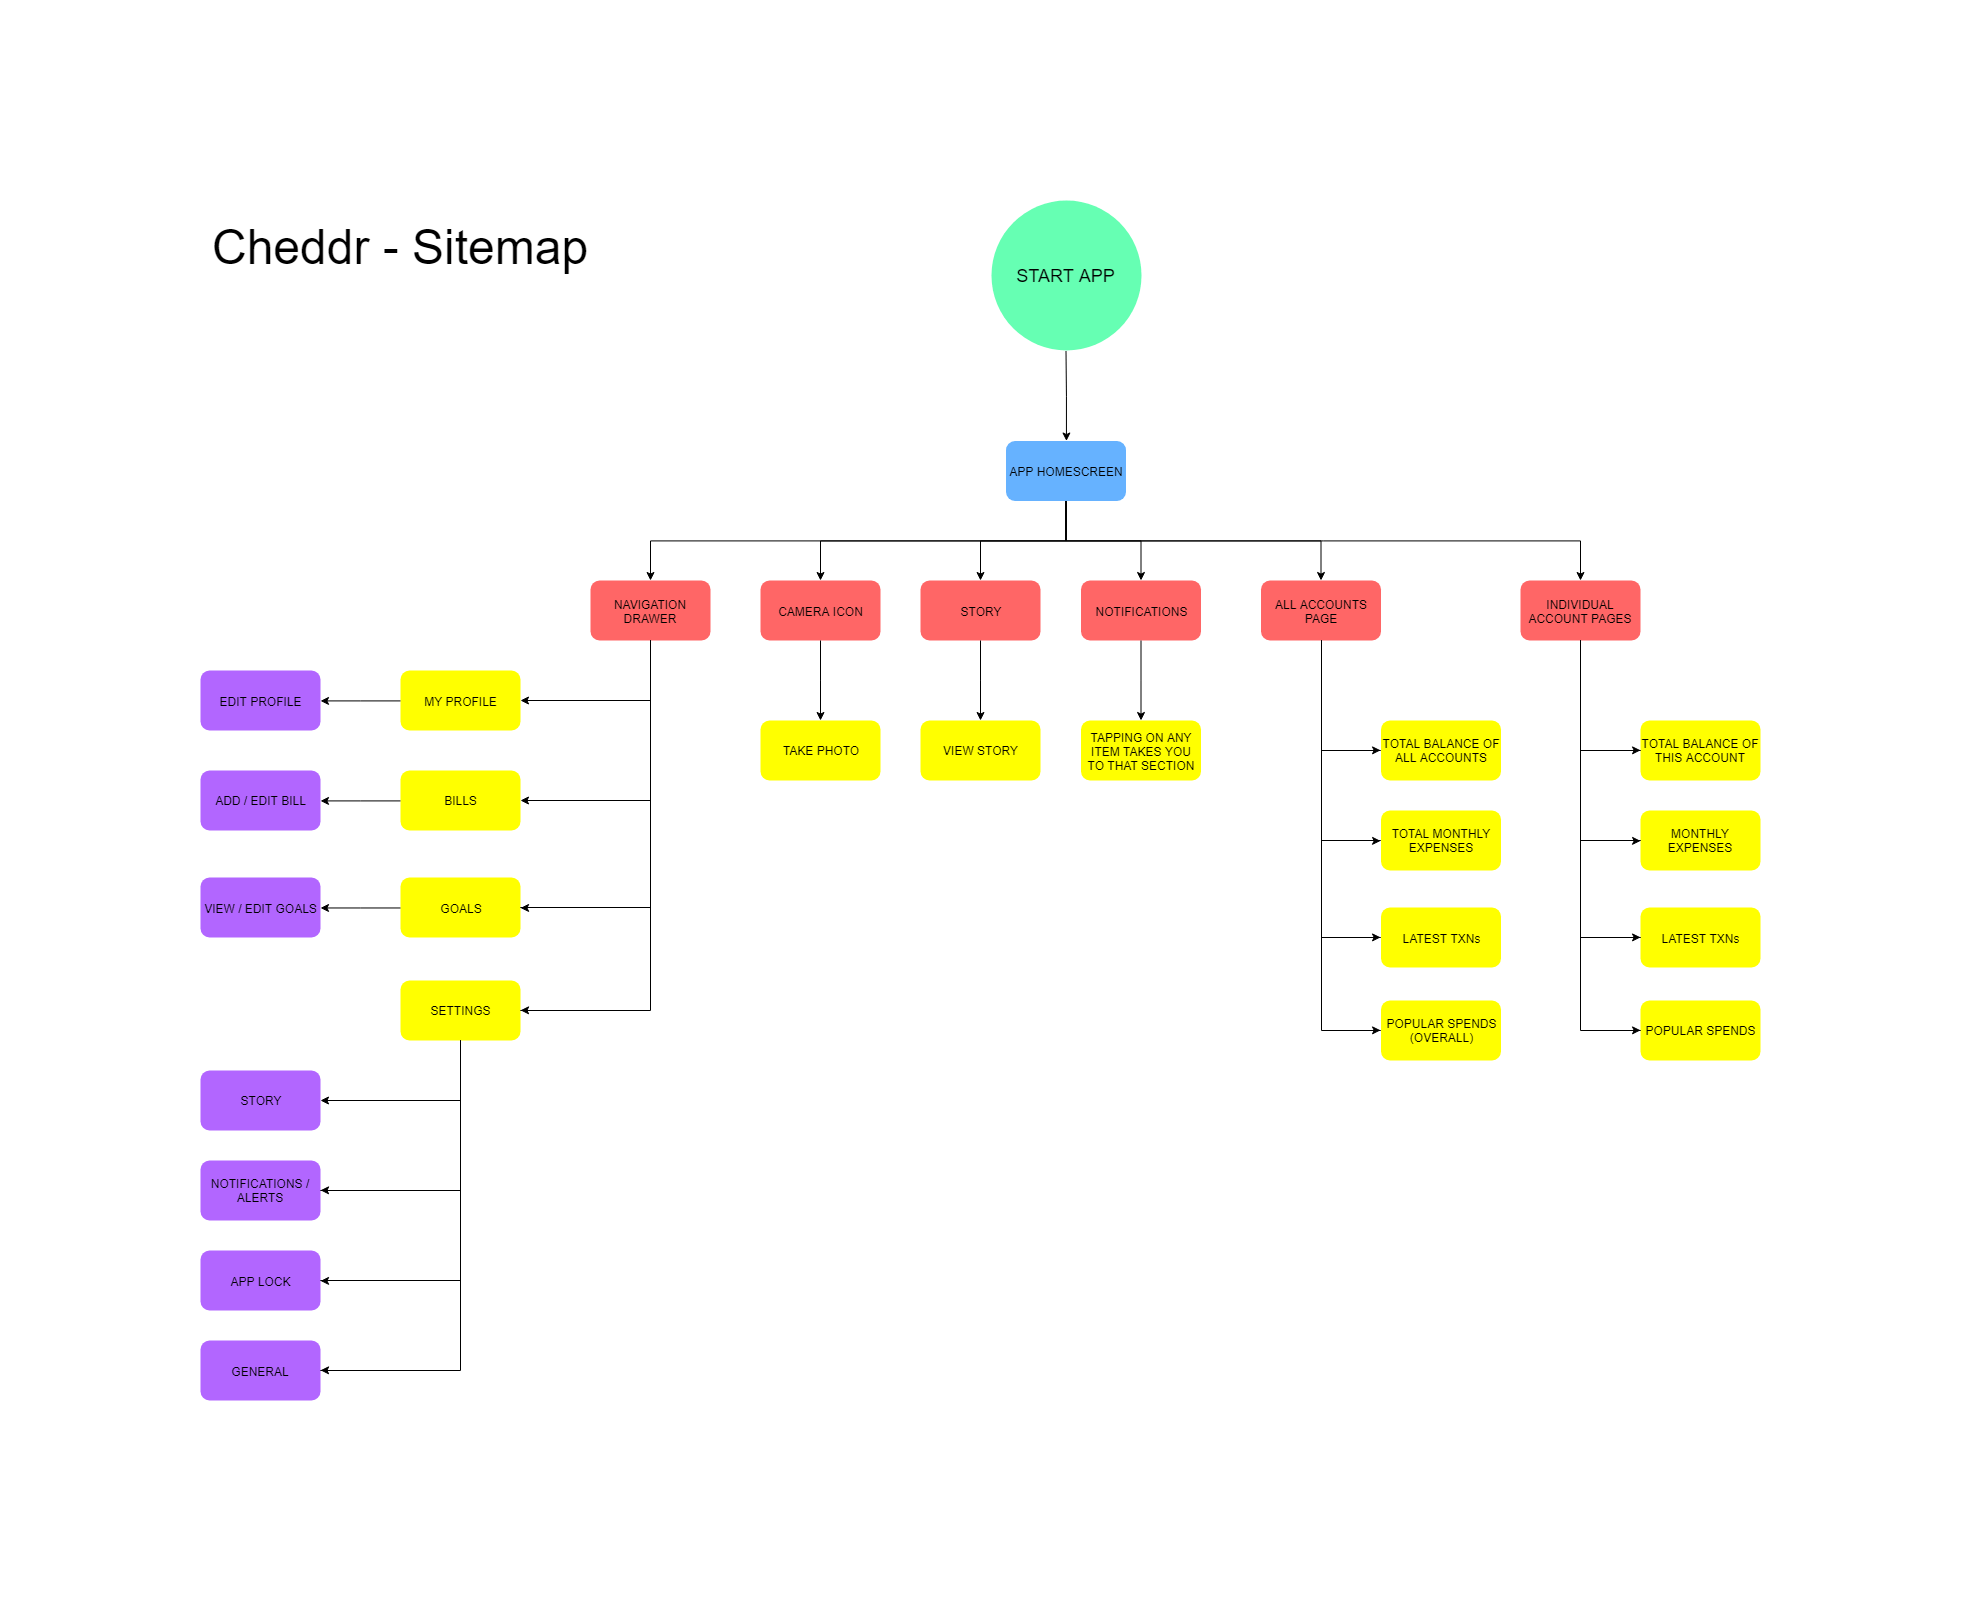 Cheddr - Sitemap
START APP
APP HOMESCREEN
NAVIGATION
DRAWER
CAMERA ICON
STORY
NOTIFICATIONS
ALL ACCOUNTS
PAGE
INDIVIDUAL
ACCOUNT PAGES
EDIT PROFILE
MY PROFILE
TAKE PHOTO
VIEW STORY
TAPPING ON ANY
ITEM TAKES YOU
TO THAT SECTION
TOTAL BALANCE OF
ALL ACCOUNTS
TOTAL BALANCE OF
THIS ACCOUNT
ADD / EDIT BILL
BILLS
TOTAL MONTHLY
EXPENSES
MONTHLY
EXPENSES
VIEW / EDIT GOALS
GOALS
LATEST TXNs
LATEST TXNs
SETTINGS
POPULAR SPENDS
(OVERALL)
POPULAR SPENDS
STORY
NOTIFICATIONS /
ALERTS
APP LOCK
GENERAL